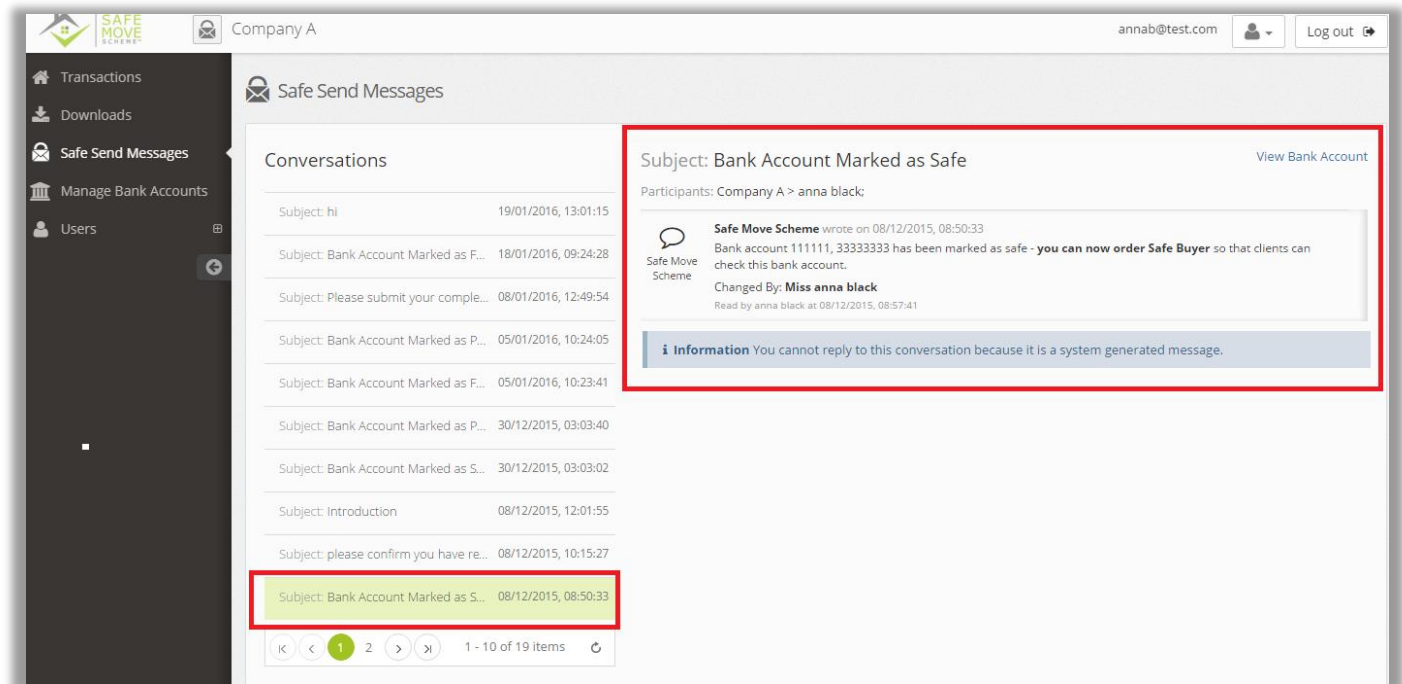 SAFE
MOVE
SCHEME
Company A
annab@test.com
Log out
Transactions
Downloads
Safe Send Messages
Manage Bank Accounts
Users
Safe Send Messages
Conversations
Subject: hi 19/01/2016, 13:01:15
Subject: Bank Account Marked as F... 18/01/2016, 09:24:28
Subject: Please submit your comple... 08/01/2016, 12:49:54
Subject: Bank Account Marked as P... 05/01/2016, 10:24:05
Subject: Bank Account Marked as F... 05/01/2016, 10:23:41
Subject: Bank Account Marked as P... 30/12/2015, 03:03:40
Subject: Bank Account Marked as S... 30/12/2015, 03:03:02
Subject: Introduction 08/12/2015, 12:01:55
Subject: please confirm you have re... 08/12/2015, 10:15:27
Subject: Bank Account Marked as S... 08/12/2015, 08:50:33
1 2 1 - 10 of 19 items
Subject: Bank Account Marked as Safe View Bank Account
Participants: Company A > anna black;
Safe Move
Scheme
Safe Move Scheme wrote on 08/12/2015, 08:50:33
Bank account 111111, 33333333 has been marked as safe - you can now order Safe Buyer so that clients can
check this bank account.
Changed By: Miss anna black
Read by anna black at 08/12/2015, 08:57:41
i Information You cannot reply to this conversation because it is a system generated message.